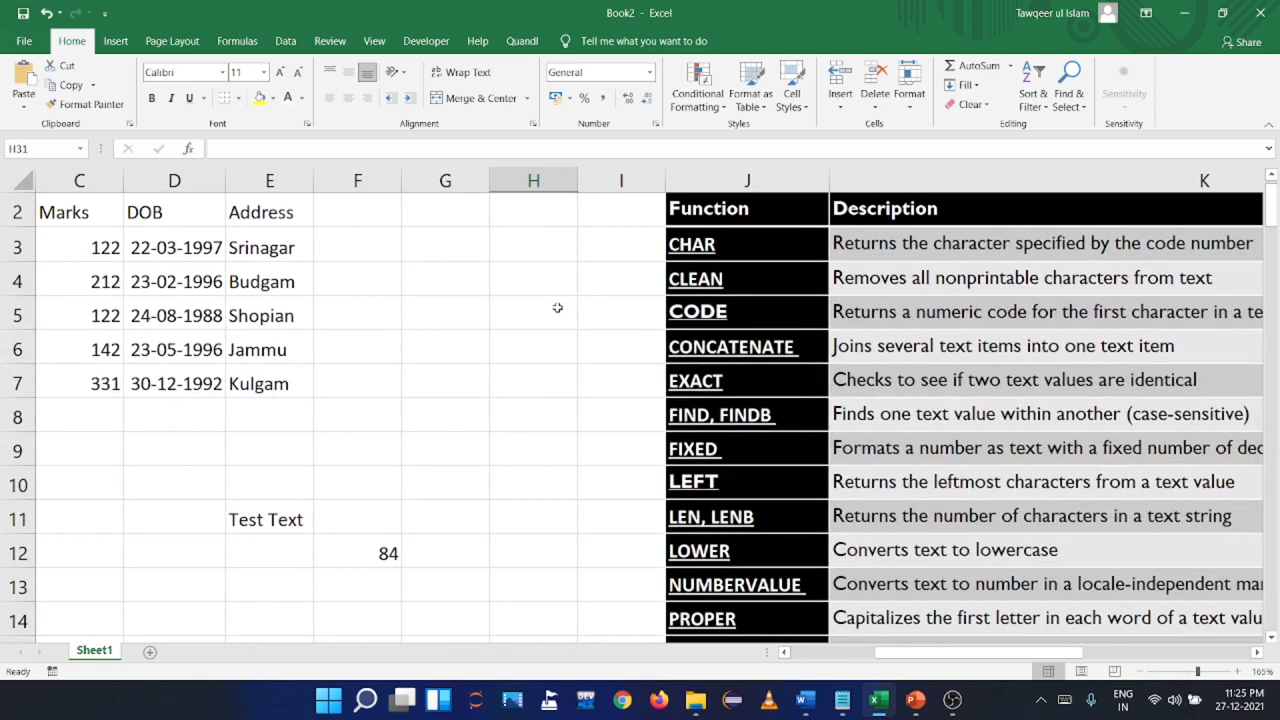 Book2 - Excel
Tawqeer ul Islam
File Home Insert Page Layout Formulas Data Review View Developer Help Quandl Tell me what you want to do Share
Paste
Cut
Copy
Format Painter
Calibri 11
B I U
Wrap Text
Merge & Center
General
%
Conditional Formatting
Format as Table
Cell Styles
Insert
Delete
Format
AutoSum
Fill
Clear
Sort & Filter
Find & Select
Sensitivity
Clipboard Font Alignment Number Styles Cells Editing Sensitivity
H31 fx
C D E F G H I J K
2 Marks DOB Address Function Description
3 122 22-03-1997 Srinagar CHAR Returns the character specified by the code number
4 212 23-02-1996 Budgam CLEAN Removes all nonprintable characters from text
5 122 24-08-1988 Shopian CODE Returns a numeric code for the first character in a te
6 142 23-05-1996 Jammu CONCATENATE Joins several text items into one text item
7 331 30-12-1992 Kulgam EXACT Checks to see if two text values are identical
8 FIND, FINDB Finds one text value within another (case-sensitive)
9 FIXED Formats a number as text with a fixed number of dec
10 LEFT Returns the leftmost characters from a text value
11 Test Text LEN, LENB Returns the number of characters in a text string
12 84 LOWER Converts text to lowercase
13 NUMBERVALUE Converts text to number in a locale-independent ma
14 PROPER Capitalizes the first letter in each word of a text valu
Sheet1
Ready 165%
ENG
IN
11:25 PM
27-12-2021